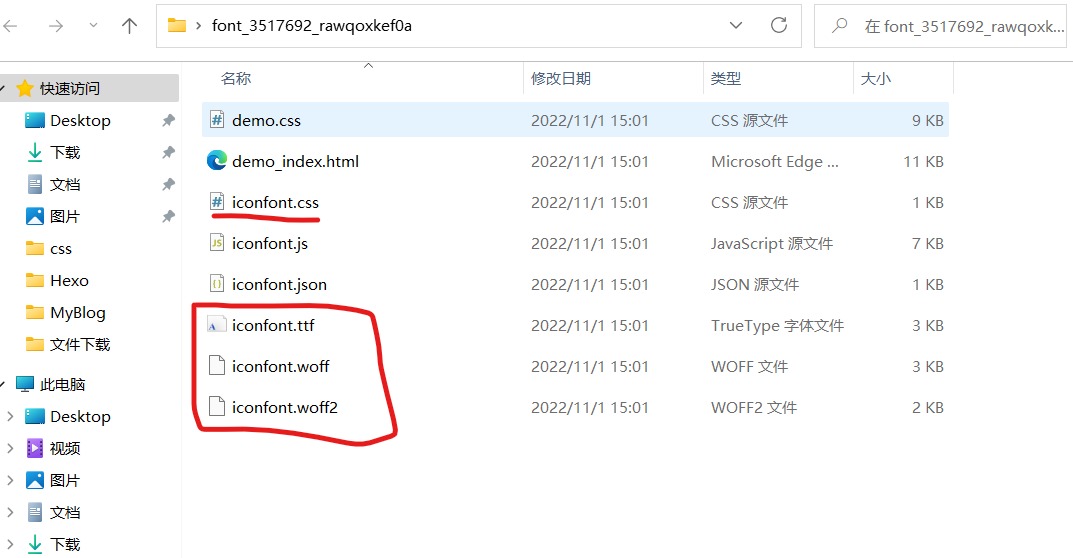 font_3517692_rawqoxkef0a
在 font_3517692_rawqoxk...
快速访问
Desktop
下载
文档
图片
css
Hexo
MyBlog
文件下载
此电脑
Desktop
视频
图片
文档
下载
名称 修改日期 类型 大小
demo.css 2022/11/1 15:01 CSS 源文件 9 KB
demo_index.html 2022/11/1 15:01 Microsoft Edge ... 11 KB
iconfont.css 2022/11/1 15:01 CSS 源文件 1 KB
iconfont.js 2022/11/1 15:01 JavaScript 源文件 7 KB
iconfont.json 2022/11/1 15:01 JSON 源文件 1 KB
iconfont.ttf 2022/11/1 15:01 TrueType 字体文件 3 KB
iconfont.woff 2022/11/1 15:01 WOFF 文件 3 KB
iconfont.woff2 2022/11/1 15:01 WOFF2 文件 2 KB